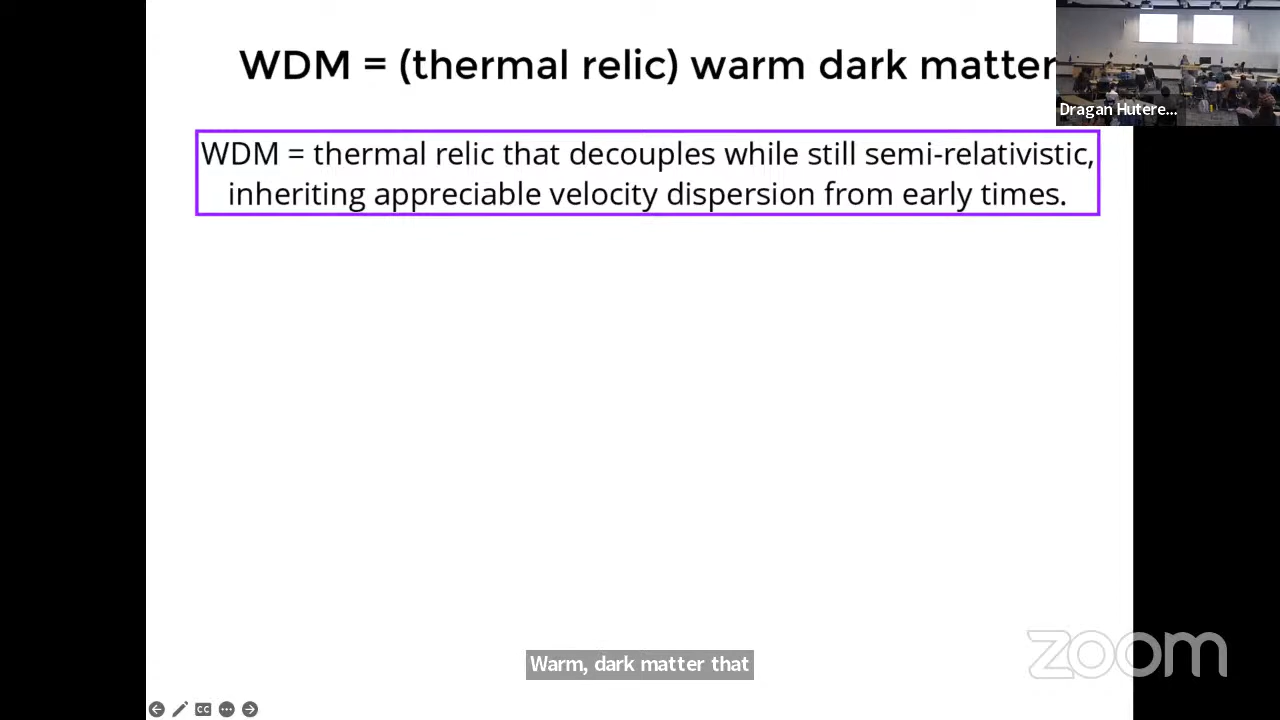 WDM = (thermal relic) warm dark matter
Dragan Hutere...
WDM = thermal relic that decouples while still semi-relativistic,
inheriting appreciable velocity dispersion from early times.
Warm, dark matter that
zoom
CC